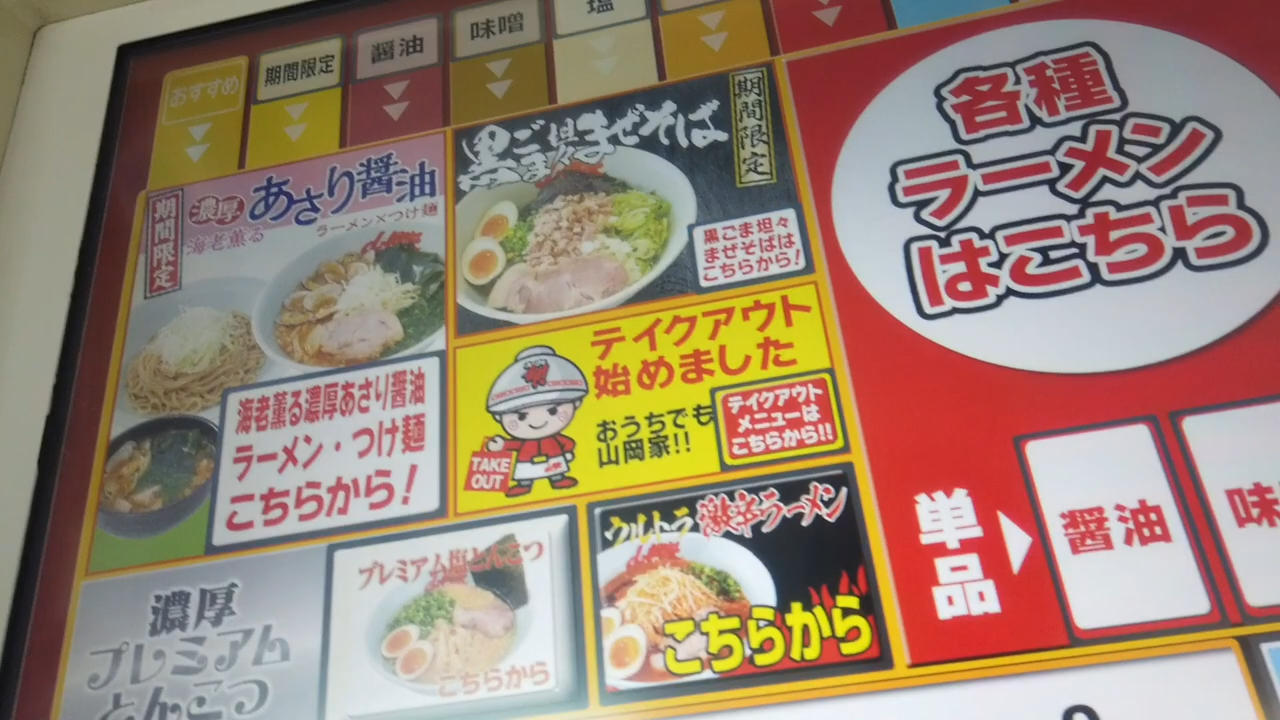 おすすめ
期間限定
醤油
味噌
塩
期間限定
濃厚
あさり醤油
海老薫る
ラーメン×つけ麺
海老薫る濃厚あさり醤油
ラーメン・つけ麺
こちらから!
黒ごま担々まぜそば
期間限定
黒ごま坦々
まぜそばは
こちらから!
テイクアウト
始めました
おうちでも
山岡家!!
テイクアウト
メニューは
こちらから!!
TAKE
OUT
濃厚
プレミアム
とんこつ
プレミアム塩とんこつ
こちらから
ウルトラ激辛ラーメン
こちらから
各種
ラーメン
はこちら
単品
醤油
味